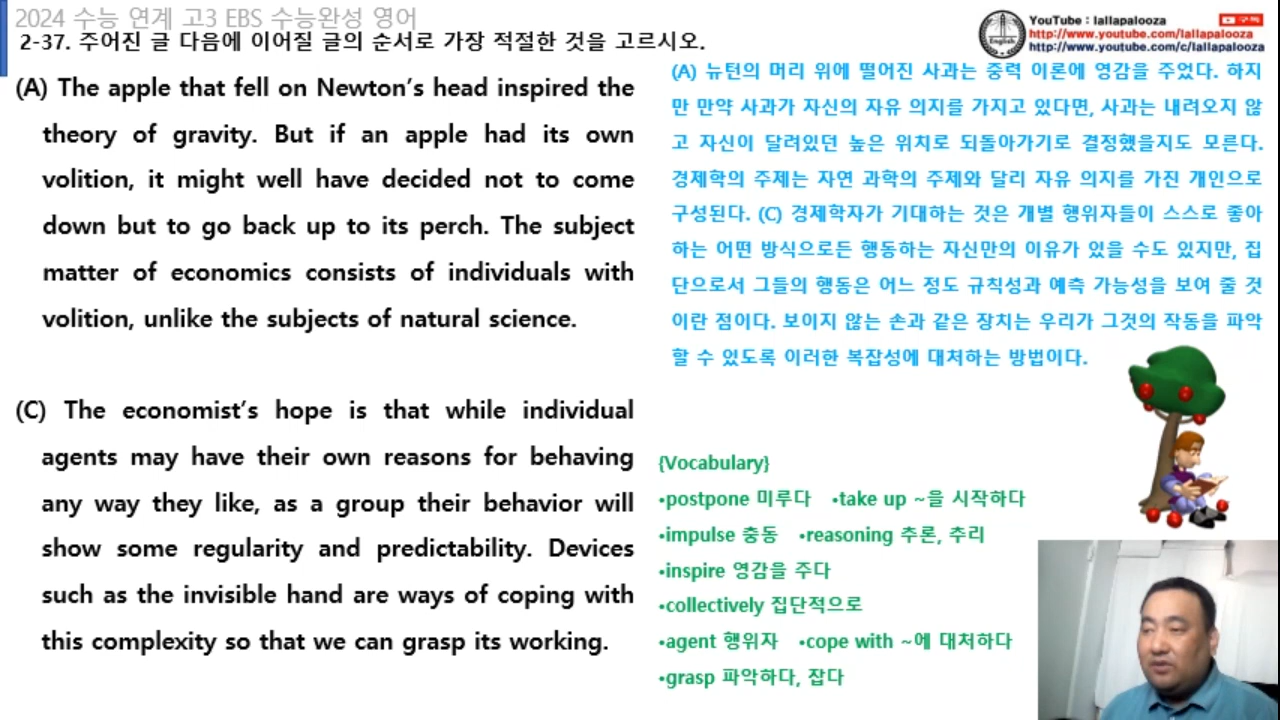 2024 수능 연계 고3 EBS 수능완성 영어
2-37. 주어진 글 다음에 이어질 글의 순서로 가장 적절한 것을 고르시오.
English
YouTube : lallapalooza
구독
http://www.youtube.com/lallapalooza
http://www.youtube.com/c/lallapalooza
(A) The apple that fell on Newton's head inspired the
theory of gravity. But if an apple had its own
volition, it might well have decided not to come
down but to go back up to its perch. The subject
matter of economics consists of individuals with
volition, unlike the subjects of natural science.
(C) The economist's hope is that while individual
agents may have their own reasons for behaving
any way they like, as a group their behavior will
show some regularity and predictability. Devices
such as the invisible hand are ways of coping with
this complexity so that we can grasp its working.
(A) 뉴턴의 머리 위에 떨어진 사과는 중력 이론에 영감을 주었다. 하지
만 만약 사과가 자신의 자유 의지를 가지고 있다면, 사과는 내려오지 않
고 자신이 달려있던 높은 위치로 되돌아가기로 결정했을지도 모른다.
경제학의 주제는 자연 과학의 주제와 달리 자유 의지를 가진 개인으로
구성된다. (C) 경제학자가 기대하는 것은 개별 행위자들이 스스로 좋아
하는 어떤 방식으로든 행동하는 자신만의 이유가 있을 수도 있지만, 집
단으로서 그들의 행동은 어느 정도 규칙성과 예측 가능성을 보여 줄 것
이란 점이다. 보이지 않는 손과 같은 장치는 우리가 그것의 작동을 파악
할 수 있도록 이러한 복잡성에 대처하는 방법이다.
{Vocabulary}
•postpone 미루다 •take up ~을 시작하다
•impulse 충동 •reasoning 추론, 추리
•inspire 영감을 주다
•collectively 집단적으로
•agent 행위자 •cope with ~에 대처하다
•grasp 파악하다, 잡다